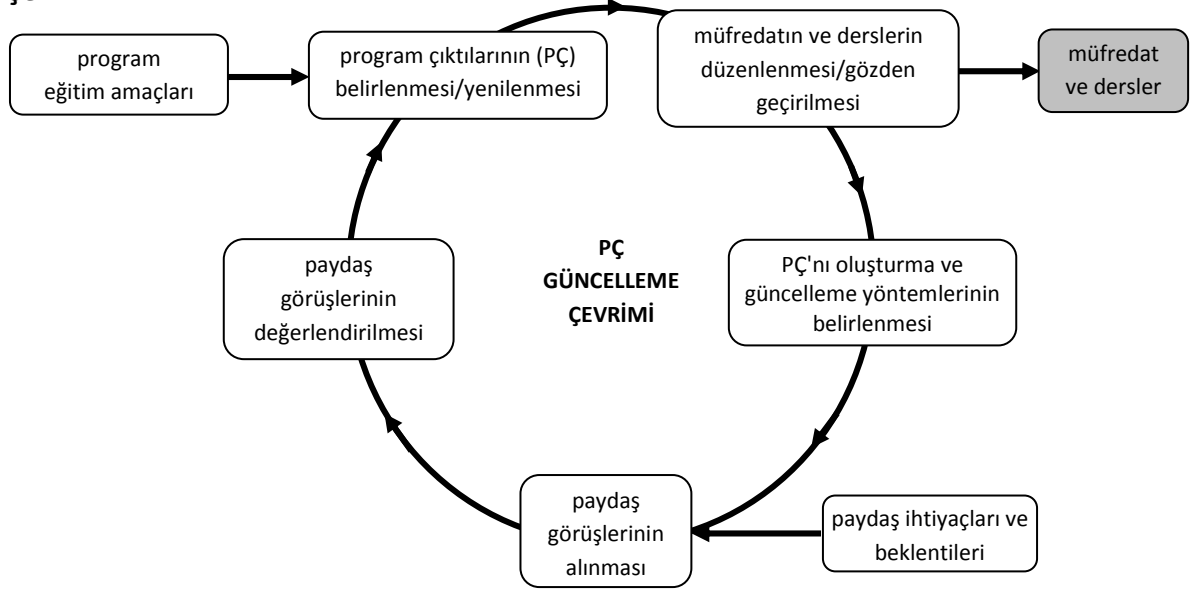 program
eğitim amaçları
program çıktılarının (PÇ)
belirlenmesi/yenilenmesi
müfredatın ve derslerin
düzenlenmesi/gözden
geçirilmesi
müfredat
ve dersler
paydaş
görüşlerinin
değerlendirilmesi
PÇ
GÜNCELLEME
ÇEVRİMİ
PÇ'nı oluşturma ve
güncelleme yöntemlerinin
belirlenmesi
paydaş
görüşlerinin
alınması
paydaş ihtiyaçları ve
beklentileri